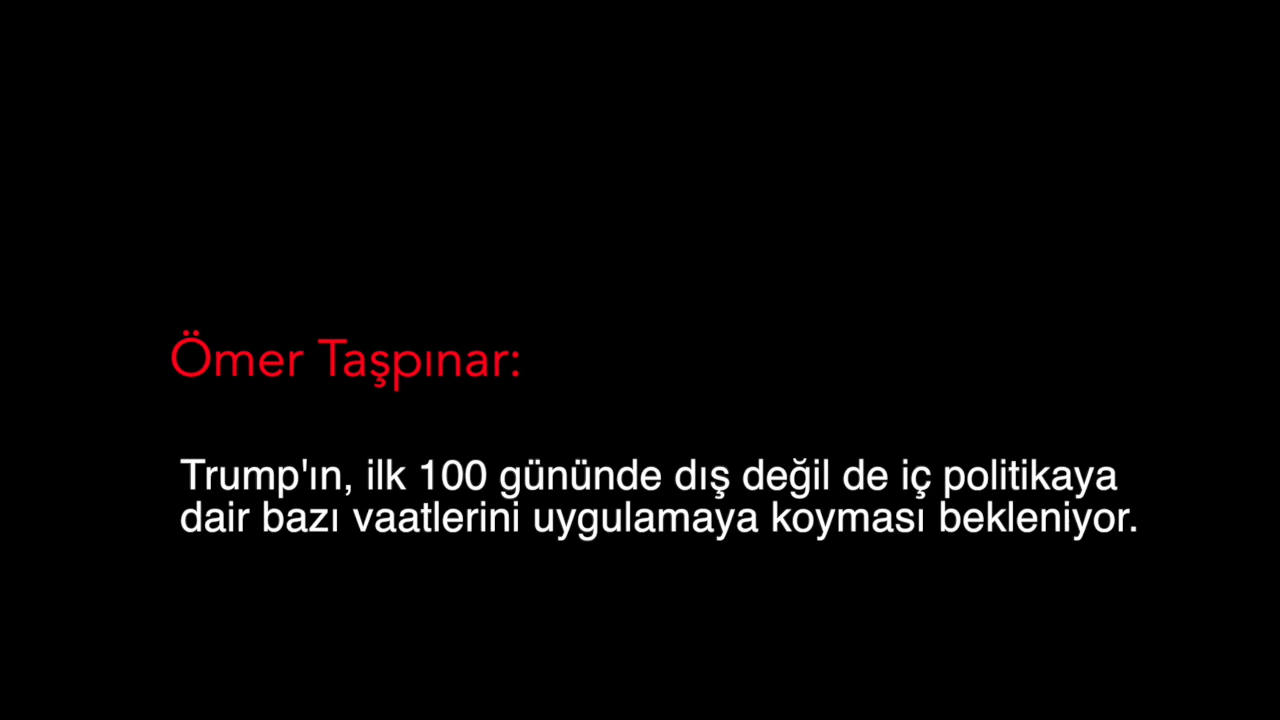 Ömer Taşpınar:
Trump'ın, ilk 100 gününde dış değil de iç politikaya
dair bazı vaatlerini uygulamaya koyması bekleniyor.